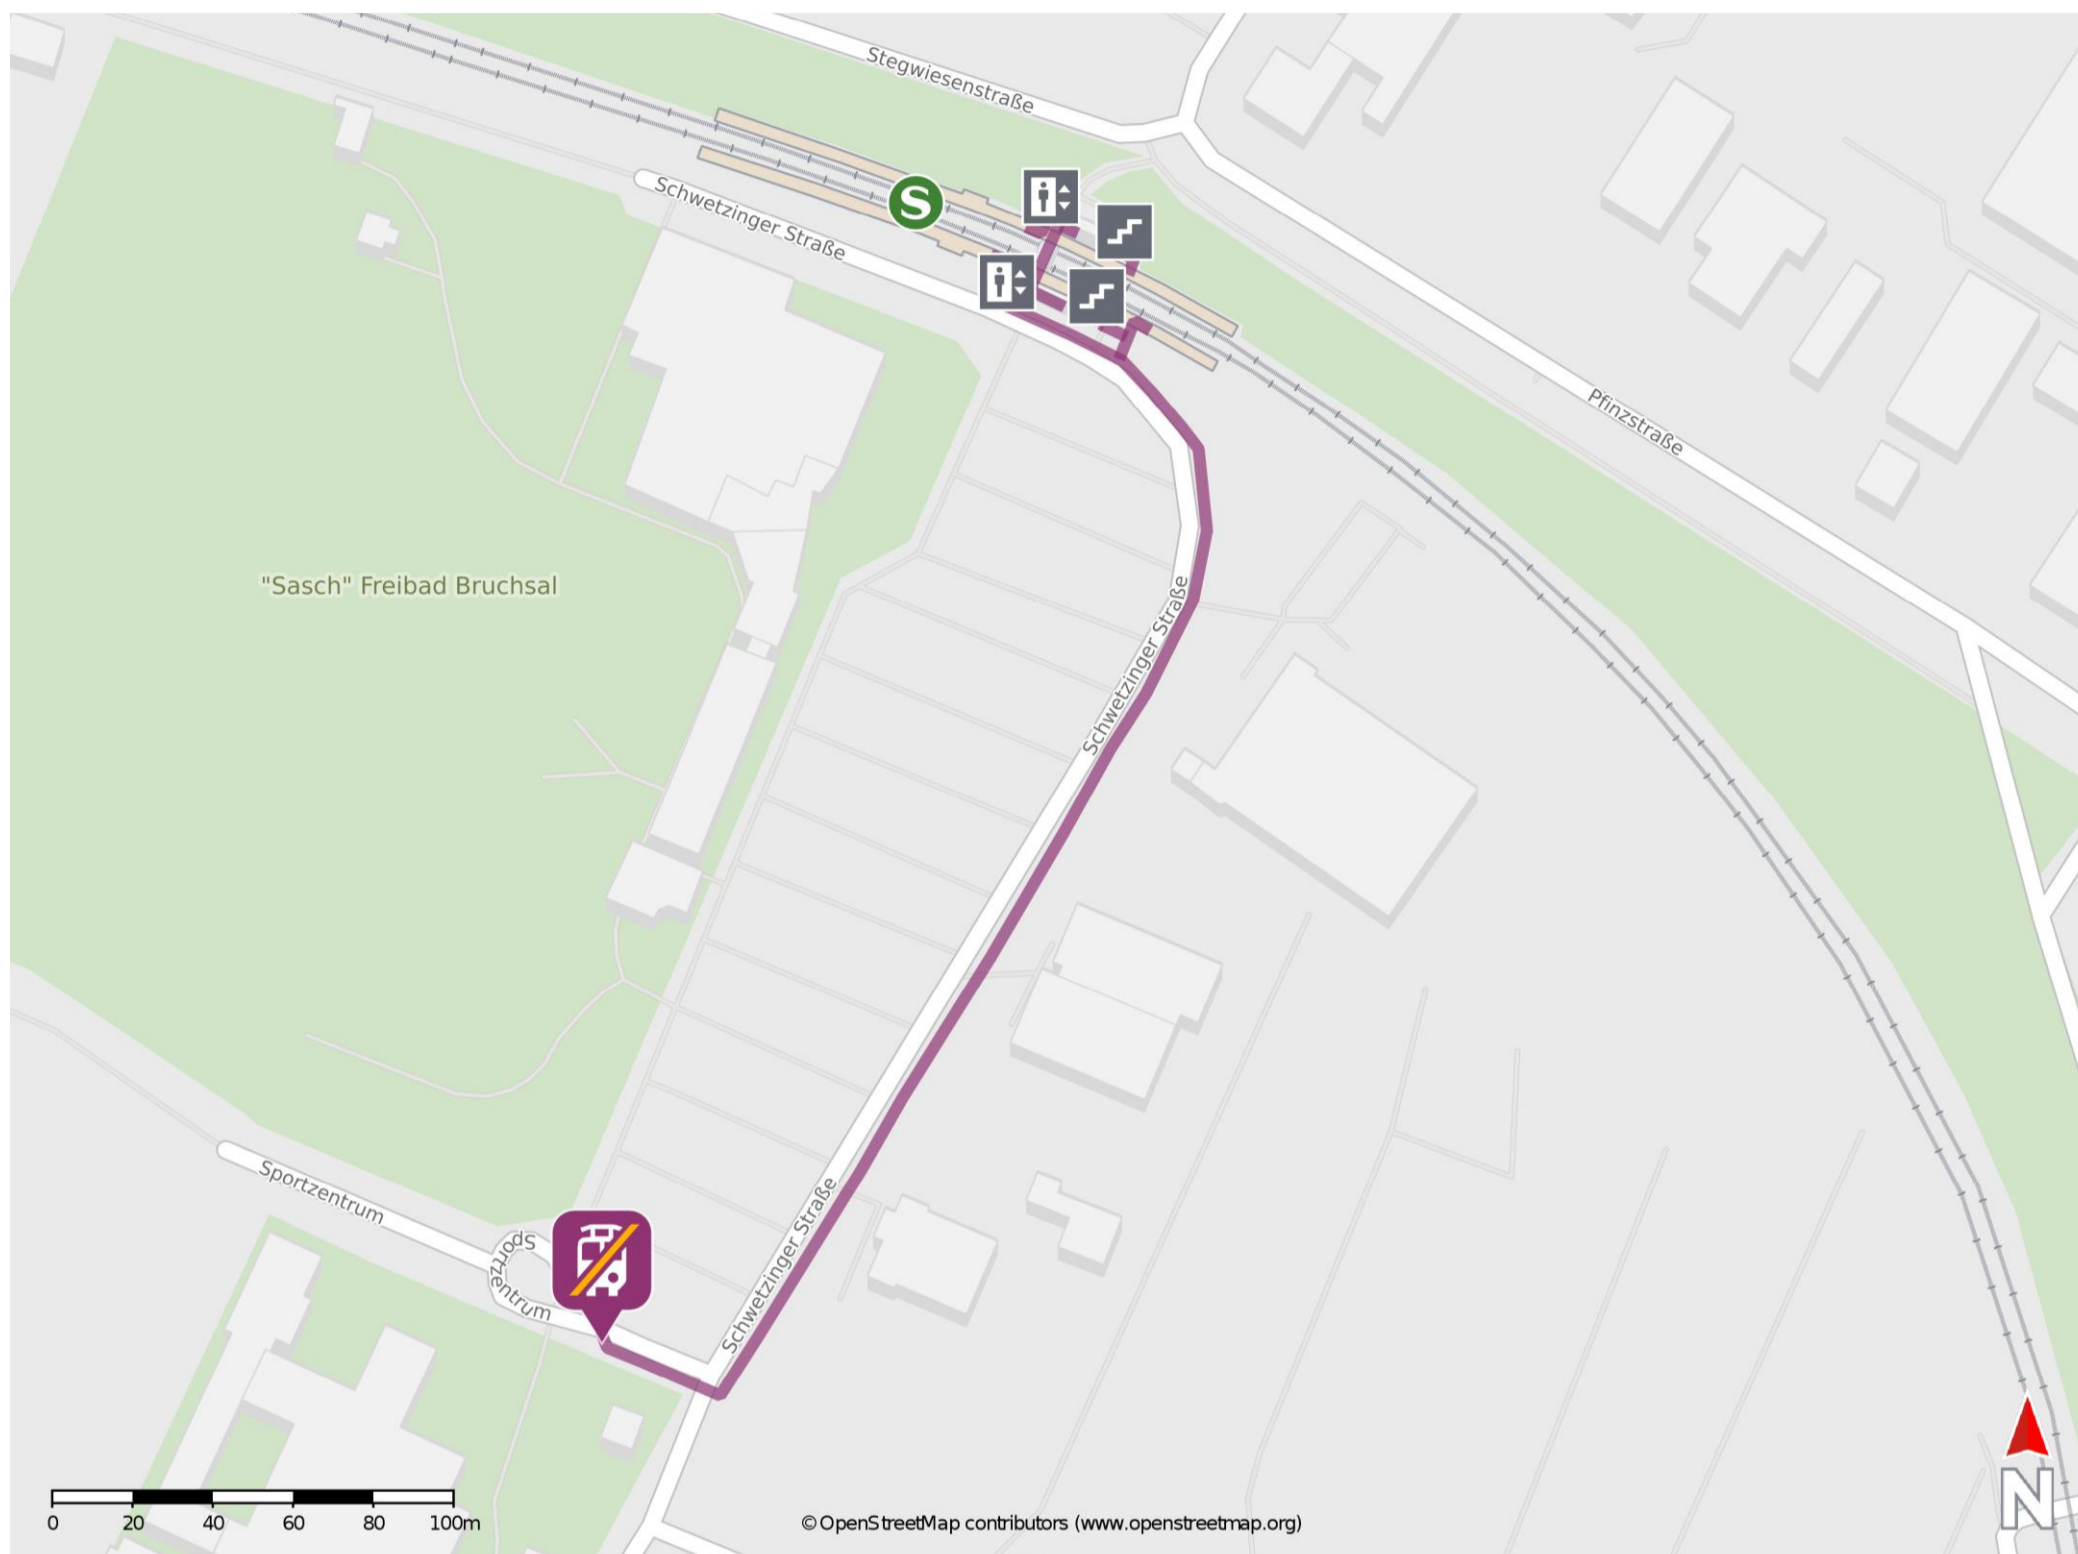 Stegwiesenstraße
Schwetzinger Straße
S
Pfinzstraße
"Sasch" Freibad Bruchsal
Schwetzinger Straße
Sportzentrum
Sportzentrum
Schwetzinger Straße
0 20 40 60 80 100m
© OpenStreetMap contributors (www.openstreetmap.org)
N